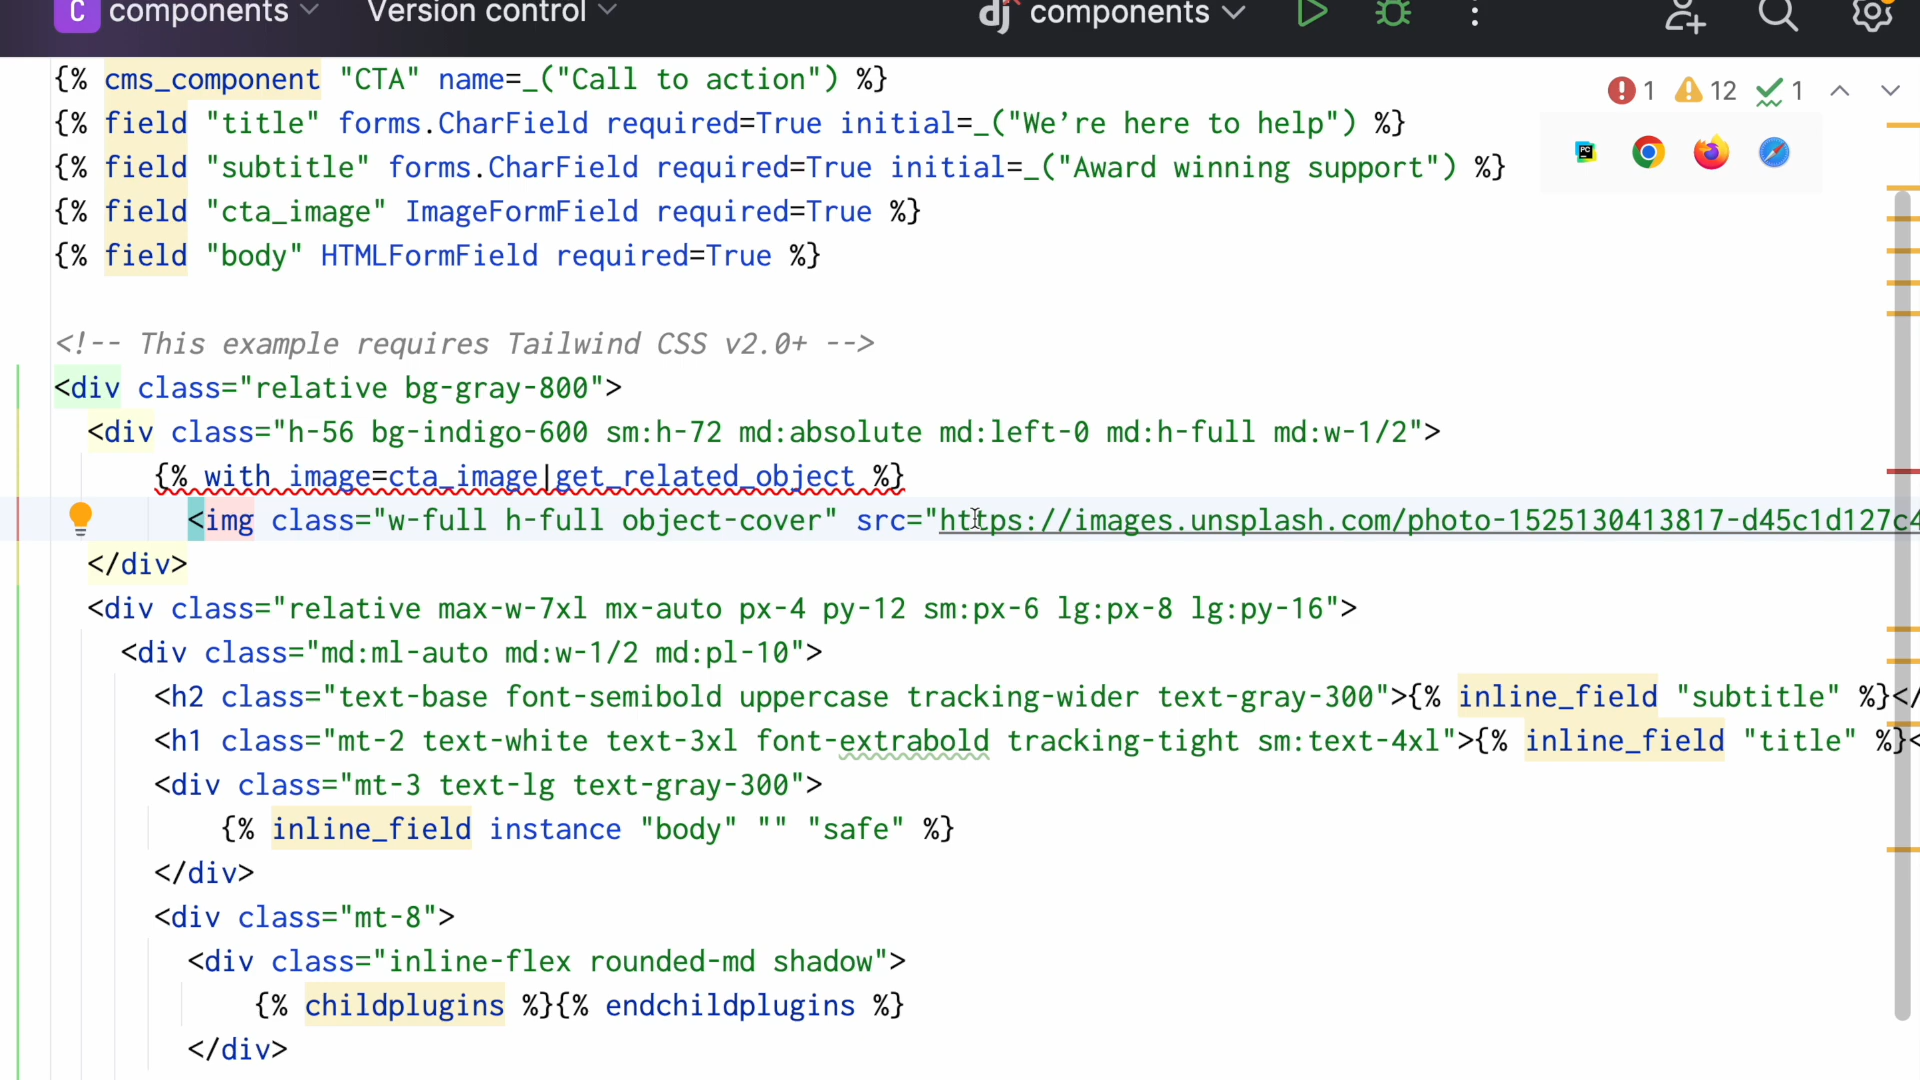 C components Version control dj components
{% cms_component "CTA" name=_("Call to action") %}
1 12 1
{% field "title" forms.CharField required=True initial=_("We’re here to help") %}
{% field "subtitle" forms.CharField required=True initial=_("Award winning support") %}
{% field "cta_image" ImageFormField required=True %}
{% field "body" HTMLFormField required=True %}
<!-- This example requires Tailwind CSS v2.0+ -->
<div class="relative bg-gray-800">
<div class="h-56 bg-indigo-600 sm:h-72 md:absolute md:left-0 md:h-full md:w-1/2">
{% with image=cta_image|get_related_object %}
<img class="w-full h-full object-cover" src="https://images.unsplash.com/photo-1525130413817-d45c1d127c4
</div>
<div class="relative max-w-7xl mx-auto px-4 py-12 sm:px-6 lg:px-8 lg:py-16">
<div class="md:ml-auto md:w-1/2 md:pl-10">
<h2 class="text-base font-semibold uppercase tracking-wider text-gray-300">{% inline_field "subtitle" %}</
<h1 class="mt-2 text-white text-3xl font-extrabold tracking-tight sm:text-4xl">{% inline_field "title" %}<
<div class="mt-3 text-lg text-gray-300">
{% inline_field instance "body" "" "safe" %}
</div>
<div class="mt-8">
<div class="inline-flex rounded-md shadow">
{% childplugins %}{% endchildplugins %}
</div>